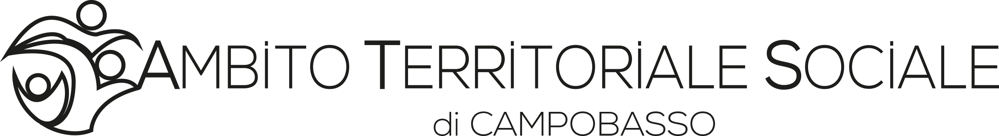 AMBiTO TERRiTORiALE SOCiALE
di CAMPOBASSO